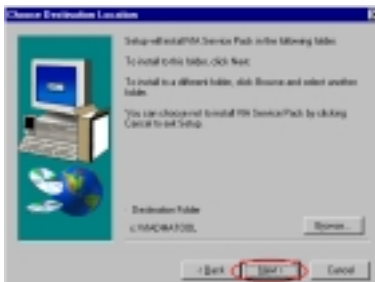 Choose Destination Location
Setup will install VIA Service Pack in the following folder.
To install to this folder, click Next.
To install to a different folder, click Browse and select another
folder.
You can choose not to install VIA Service Pack by clicking
Cancel to exit Setup.
Destination Folder
Browse...
< Back
Next >
Cancel